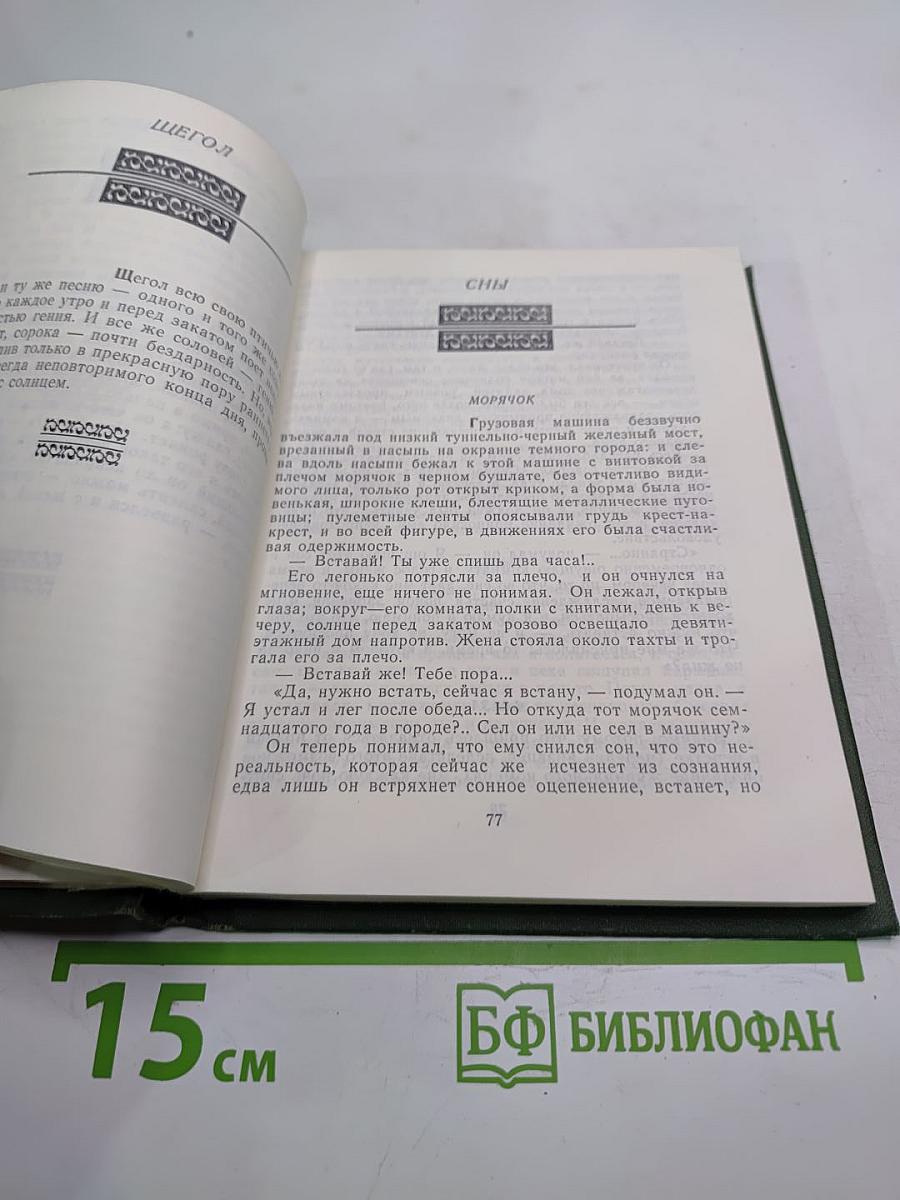 ЩЕГОЛ
Щегол всю свою
и ту же песню — одного и того же
каждое утро и перед закатом поет
стью гения. И все же соловей —
сорока — почти бездарность. Но
лив только в прекрасную пору
неповторимого конца дня,
с солнцем.
СНЫ
МОРЯЧОК
Грузовая машина беззвучно
въезжала под низкий туннельно-черный железный мост,
врезанный в насыпь на окраине темного города: и сле-
ва вдоль насыпи бежал к этой машине с винтовкой за
плечом морячок в черном бушлате, без отчетливо види-
мого лица, только рот открыт криком, а форма была но-
венькая, широкие клеши, блестящие металлические пуго-
вицы; пулеметные ленты опоясывали грудь крест-на-
крест, и во всей фигуре, в движениях его была счастли-
вая одержимость.
— Вставай! Ты уже спишь два часа!..
Его легонько потрясли за плечо, и он очнулся на
мгновение, еще ничего не понимая. Он лежал, открыв
глаза; вокруг—его комната, полки с книгами, день к ве-
черу, солнце перед закатом розово освещало девяти-
этажный дом напротив. Жена стояла около тахты и тро-
гала его за плечо.
— Вставай же! Тебе пора...
«Да, нужно встать, сейчас я встану, — подумал он. —
Я устал и лег после обеда... Но откуда тот морячок сем-
надцатого года в городе?.. Сел он или не сел в машину?»
Он теперь понимал, что ему снился сон, что это не-
реальность, которая сейчас же исчезнет из сознания,
едва лишь он встряхнет сонное оцепенение, встанет, но
77
15 см
БФ БИБЛИОФАН